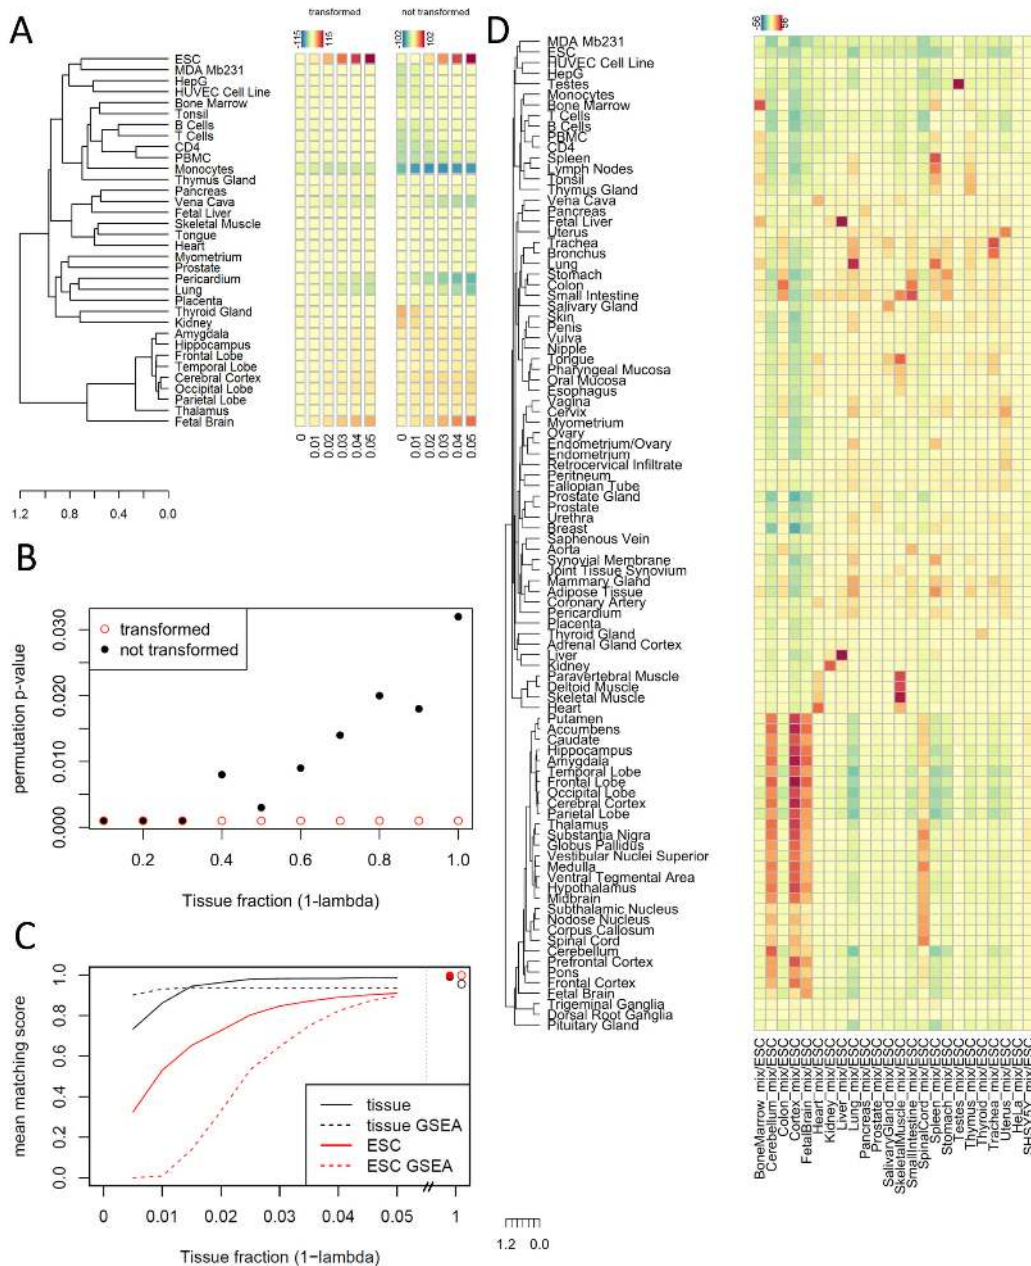 A
transformed
not transformed
-115
115
-102
102
ESC
MDA Mb231
HepG
HUVEC Cell Line
Bone Marrow
Tonsil
B Cells
T Cells
CD4
PBMC
Monocytes
Thymus Gland
Pancreas
Vena Cava
Fetal Liver
Skeletal Muscle
Tongue
Heart
Myometrium
Prostate
Pericardium
Lung
Placenta
Thyroid Gland
Kidney
Amygdala
Hippocampus
Frontal Lobe
Temporal Lobe
Cerebral Cortex
Occipital Lobe
Parietal Lobe
Thalamus
Fetal Brain
0 0.01 0.02 0.03 0.04 0.05
0 0.01 0.02 0.03 0.04 0.05
1.2 0.8 0.4 0.0
B
permutation p-value
0.030
0.020
0.010
0.000
transformed
not transformed
0.2 0.4 0.6 0.8 1.0
Tissue fraction (1-lambda)
C
mean matching score
1.0
0.8
0.6
0.4
0.2
0.0
tissue
tissue GSEA
ESC
ESC GSEA
0 0.01 0.02 0.03 0.04 0.05 1
Tissue fraction (1−lambda)
D
-56
56
MDA Mb231
ESC
HUVEC Cell Line
HepG
Testes
Monocytes
Bone Marrow
T Cells
B Cells
PBMC
CD4
Spleen
Lymph Nodes
Tonsil
Thymus Gland
Vena Cava
Pancreas
Fetal Liver
Uterus
Trachea
Bronchus
Lung
Stomach
Colon
Small Intestine
Salivary Gland
Skin
Penis
Vulva
Nipple
Tongue
Pharyngeal Mucosa
Oral Mucosa
Esophagus
Vagina
Cervix
Myometrium
Ovary
Endometrium/Ovary
Endometrium
Retrocervical Infiltrate
Peritneum
Fallopian Tube
Prostate Gland
Prostate
Urethra
Breast
Saphenous Vein
Aorta
Synovial Membrane
Joint Tissue Synovium
Mammary Gland
Adipose Tissue
Coronary Artery
Pericardium
Placenta
Thyroid Gland
Adrenal Gland Cortex
Liver
Kidney
Paravertebral Muscle
Deltoid Muscle
Skeletal Muscle
Heart
Putamen
Accumbens
Caudate
Hippocampus
Amygdala
Temporal Lobe
Frontal Lobe
Occipital Lobe
Cerebral Cortex
Parietal Lobe
Thalamus
Substantia Nigra
Globus Pallidus
Vestibular Nuclei Superior
Medulla
Ventral Tegmental Area
Hypothalamus
Midbrain
Subthalamic Nucleus
Nodose Nucleus
Corpus Callosum
Spinal Cord
Cerebellum
Prefrontal Cortex
Pons
Frontal Cortex
Fetal Brain
Trigeminal Ganglia
Dorsal Root Ganglia
Pituitary Gland
BoneMarrow_mix/ESC
Cerebellum_mix/ESC
Colon_mix/ESC
Cortex_mix/ESC
FetalBrain_mix/ESC
Heart_mix/ESC
Kidney_mix/ESC
Liver_mix/ESC
Lung_mix/ESC
Pancreas_mix/ESC
Prostate_mix/ESC
SalivaryGland_mix/ESC
SkeletalMuscle_mix/ESC
SmallIntestine_mix/ESC
SpinalCord_mix/ESC
Spleen_mix/ESC
Stomach_mix/ESC
Testes_mix/ESC
Thymus_mix/ESC
Thyroid_mix/ESC
Trachea_mix/ESC
Uterus_mix/ESC
HeLa_mix/ESC
SHSY5Y_mix/ESC
1.2 0.0